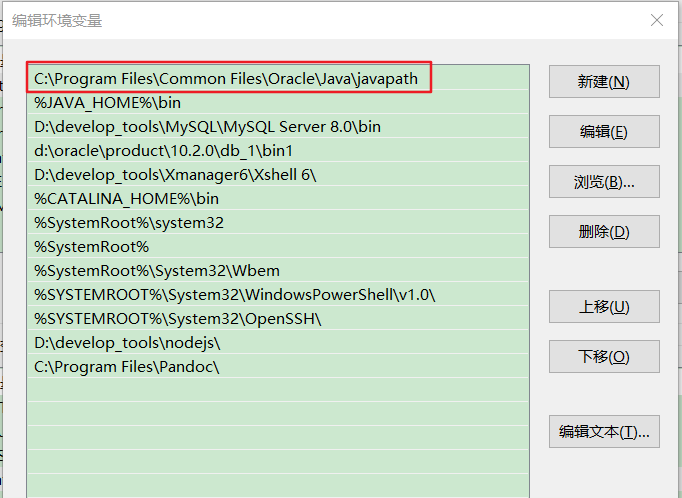 编辑环境变量
C:\Program Files\Common Files\Oracle\Java\javapath
%JAVA_HOME%\bin
D:\develop_tools\MySQL\MySQL Server 8.0\bin
d:\oracle\product\10.2.0\db_1\bin1
D:\develop_tools\Xmanager6\Xshell 6\
%CATALINA_HOME%\bin
%SystemRoot%\system32
%SystemRoot%
%SystemRoot%\System32\Wbem
%SYSTEMROOT%\System32\WindowsPowerShell\v1.0\
%SYSTEMROOT%\System32\OpenSSH\
D:\develop_tools\nodejs\
C:\Program Files\Pandoc\
新建(N)
编辑(E)
浏览(B)...
删除(D)
上移(U)
下移(O)
编辑文本(T)...